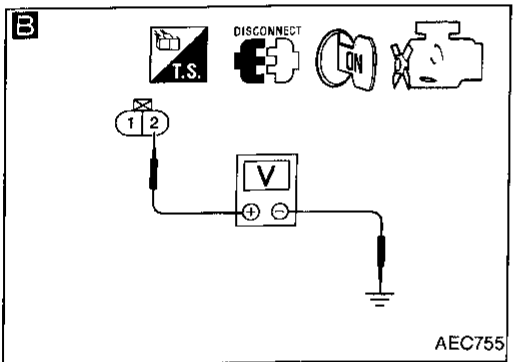 B
T.S.
DISCONNECT
ON
1 2
V
+ −
AEC755